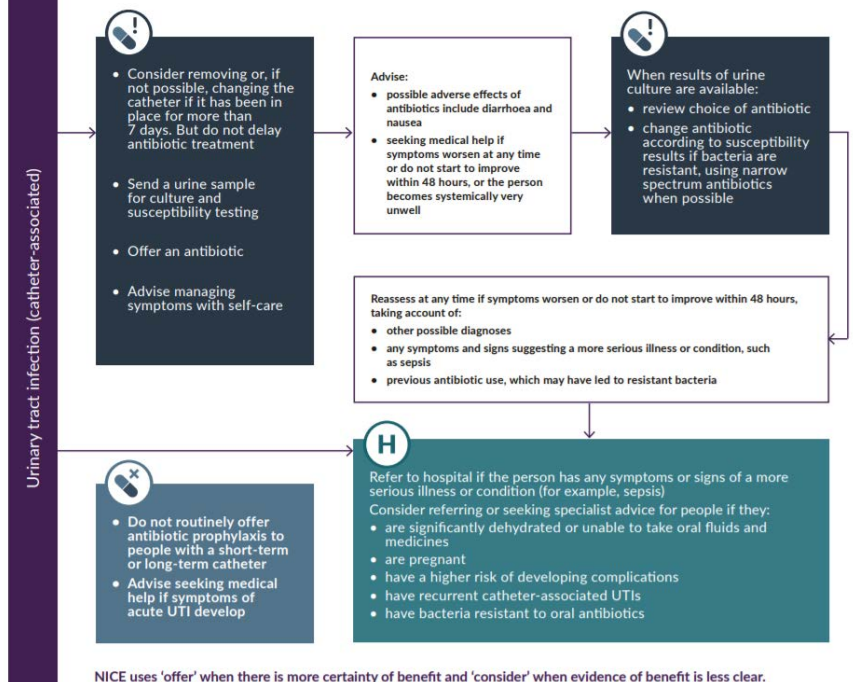 Urinary tract infection (catheter-associated)
• Consider removing or, if
not possible, changing the
catheter if it has been in
place for more than
7 days. But do not delay
antibiotic treatment
• Send a urine sample
for culture and
susceptibility testing
• Offer an antibiotic
• Advise managing
symptoms with self-care
Advise:
• possible adverse effects of
antibiotics include diarrhoea and
nausea
• seeking medical help if
symptoms worsen at any time
or do not start to improve
within 48 hours, or the person
becomes systemically very
unwell
When results of urine
culture are available:
• review choice of antibiotic
• change antibiotic
according to susceptibility
results if bacteria are
resistant, using narrow
spectrum antibiotics
when possible
Reassess at any time if symptoms worsen or do not start to improve within 48 hours,
taking account of:
• other possible diagnoses
• any symptoms and signs suggesting a more serious illness or condition, such
as sepsis
• previous antibiotic use, which may have led to resistant bacteria
• Do not routinely offer
antibiotic prophylaxis to
people with a short-term
or long-term catheter
• Advise seeking medical
help if symptoms of
acute UTI develop
H
Refer to hospital if the person has any symptoms or signs of a more
serious illness or condition (for example, sepsis)
Consider referring or seeking specialist advice for people if they:
• are significantly dehydrated or unable to take oral fluids and
medicines
• are pregnant
• have a higher risk of developing complications
• have recurrent catheter-associated UTIs
• have bacteria resistant to oral antibiotics
NICE uses ‘offer’ when there is more certainty of benefit and ‘consider’ when evidence of benefit is less clear.